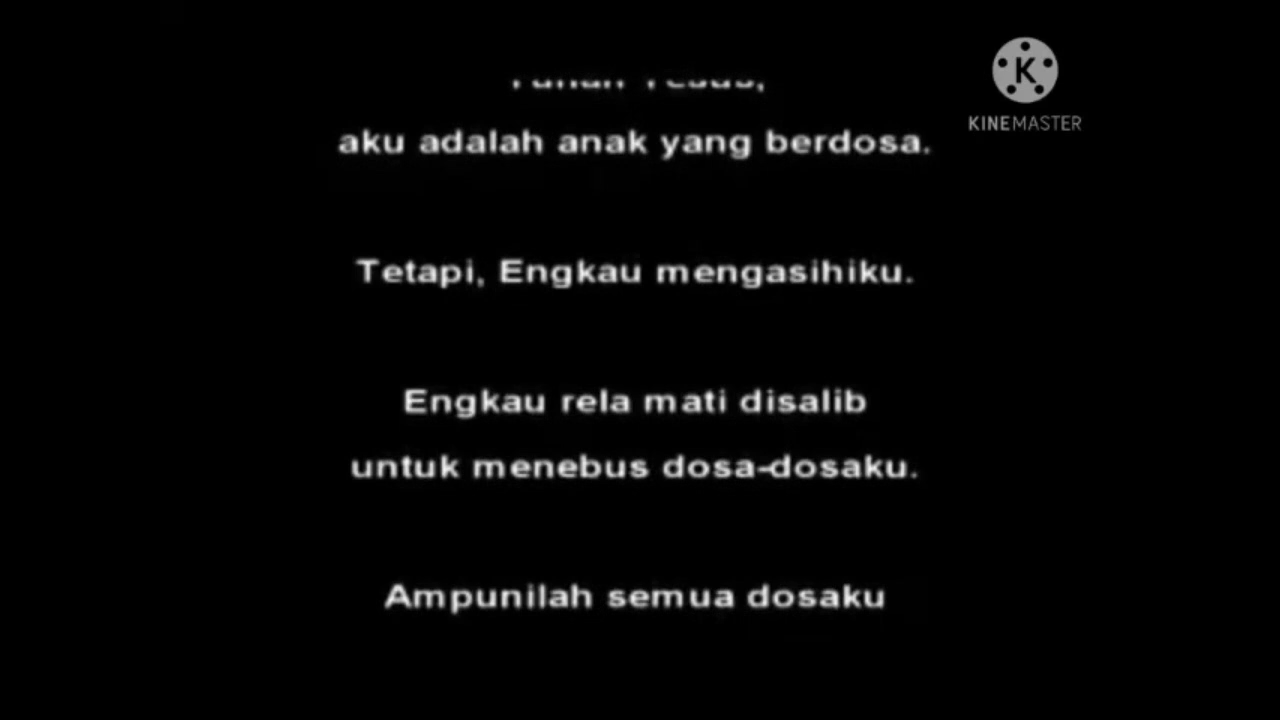 aku adalah anak yang berdosa.
Tetapi, Engkau mengasihiku.
Engkau rela mati disalib
untuk menebus dosa-dosaku.
Ampunilah semua dosaku
KINEMASTER